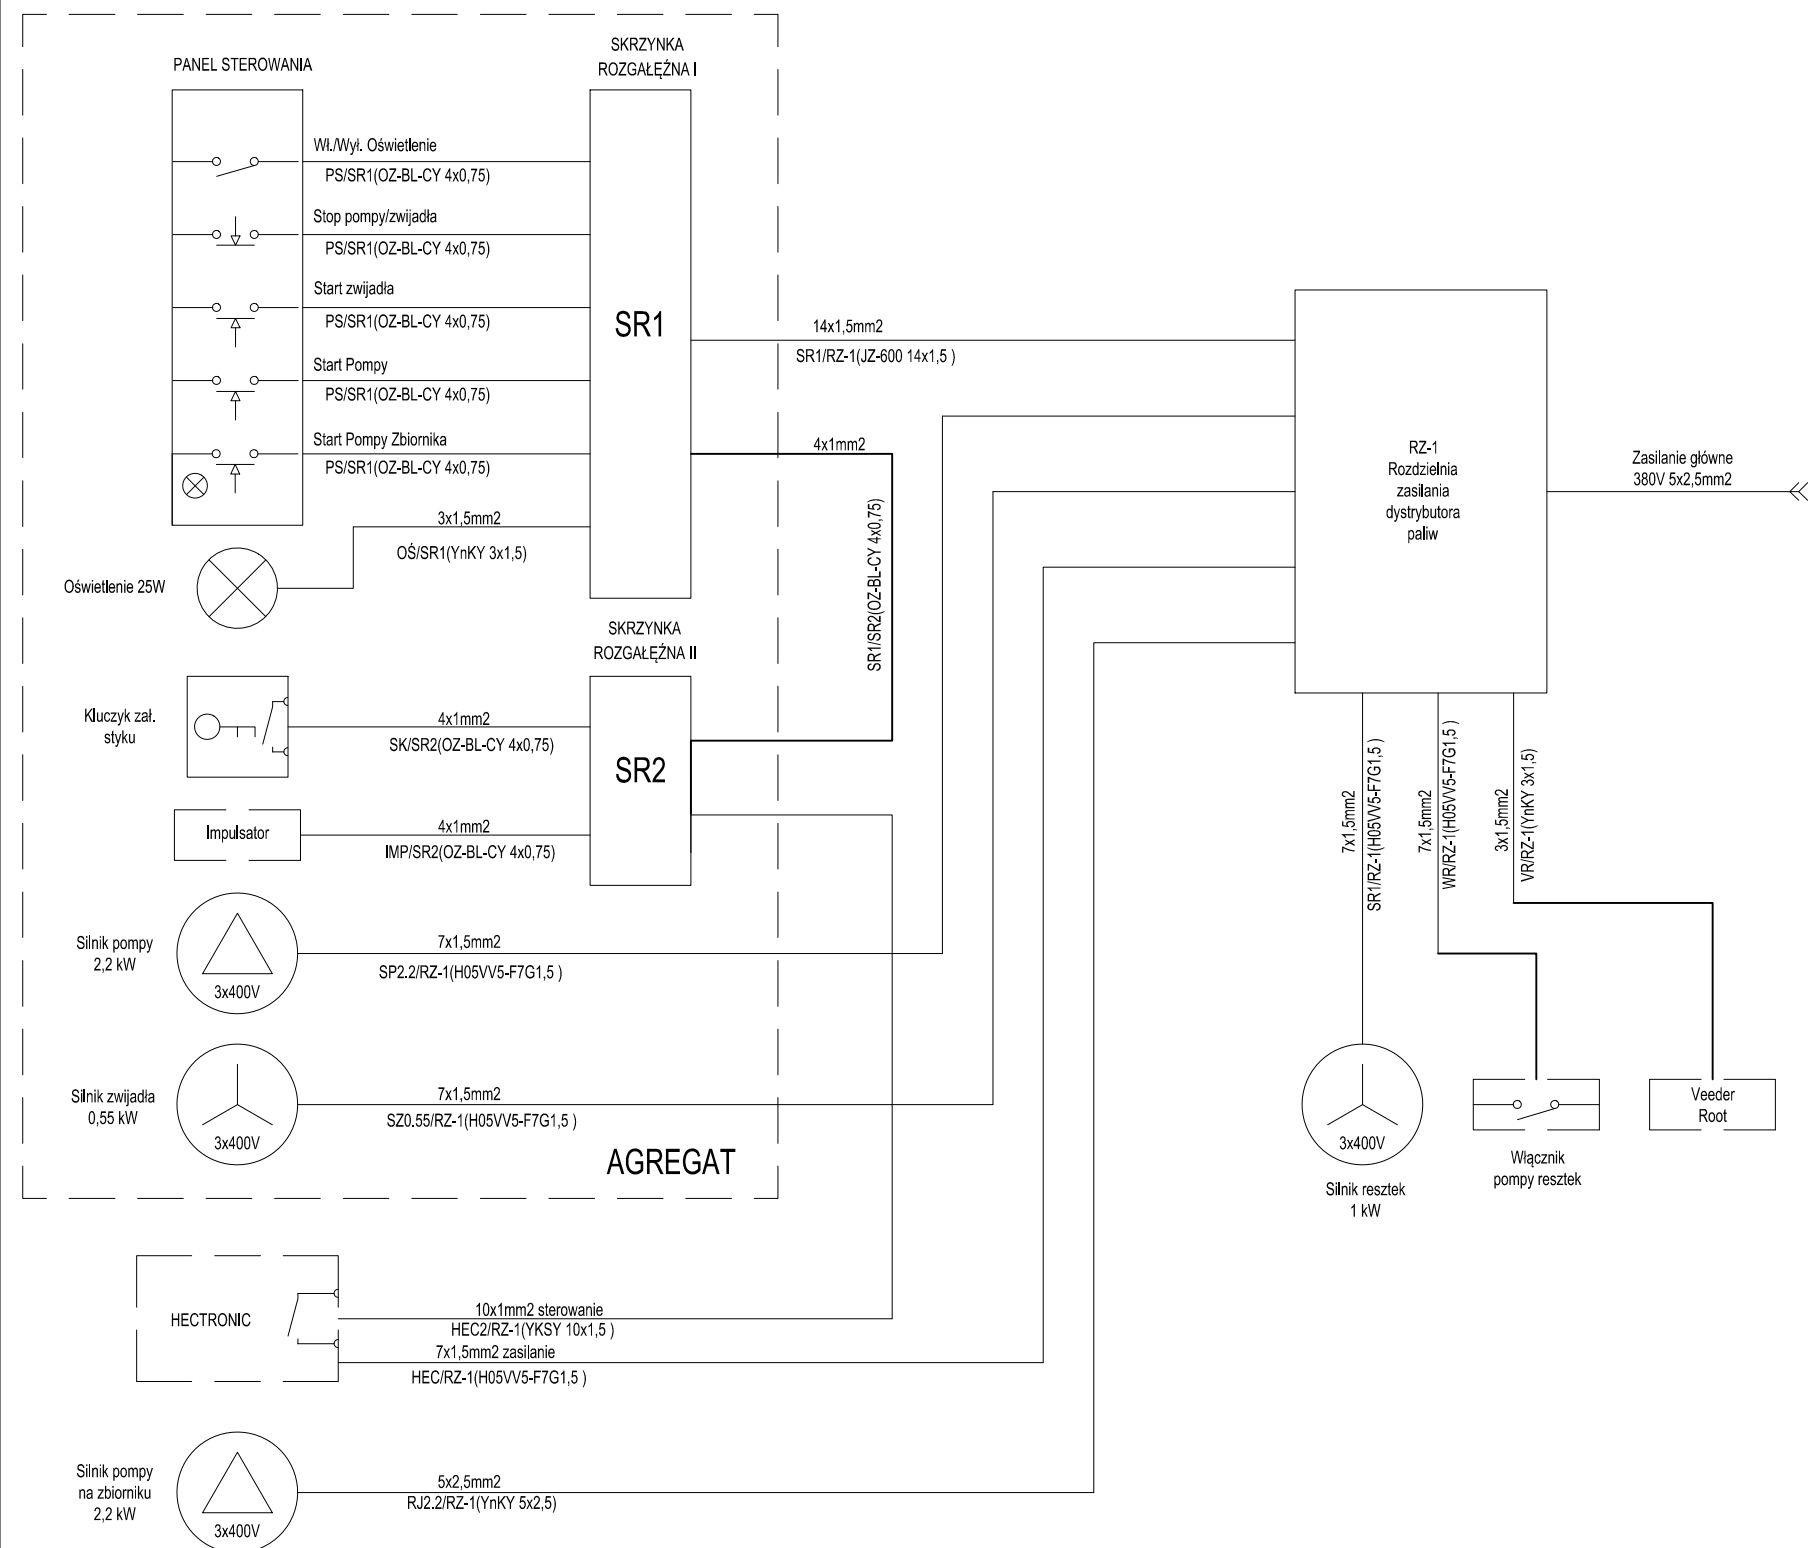 PANEL STEROWANIA
SKRZYNKA
ROZGAŁĘŹNA I
Wł./Wył. Oświetlenie
PS/SR1(OZ-BL-CY 4x0,75)
Stop pompy/zwijadła
PS/SR1(OZ-BL-CY 4x0,75)
Start zwijadła
PS/SR1(OZ-BL-CY 4x0,75)
Start Pompy
PS/SR1(OZ-BL-CY 4x0,75)
Start Pompy Zbiornika
PS/SR1(OZ-BL-CY 4x0,75)
SR1
3x1,5mm2
OŚ/SR1(YnKY 3x1,5)
Oświetlenie 25W
14x1,5mm2
SR1/RZ-1(JZ-600 14x1,5 )
4x1mm2
SR1/SR2(OZ-BL-CY 4x0,75)
RZ-1
Rozdzielnia
zasilania
dystrybutora
paliw
Zasilanie główne
380V 5x2,5mm2
SKRZYNKA
ROZGAŁĘŹNA II
SR2
Kluczyk zał.
styku
4x1mm2
SK/SR2(OZ-BL-CY 4x0,75)
Impulsator
4x1mm2
IMP/SR2(OZ-BL-CY 4x0,75)
Silnik pompy
2,2 kW
3x400V
7x1,5mm2
SP2.2/RZ-1(H05VV5-F7G1,5 )
Silnik zwijadła
0,55 kW
3x400V
7x1,5mm2
SZ0.55/RZ-1(H05VV5-F7G1,5 )
AGREGAT
7x1,5mm2
SR1/RZ-1(H05VV5-F7G1,5 )
7x1,5mm2
WR/RZ-1(H05VV5-F7G1,5 )
3x1,5mm2
VR/RZ-1(YnKY 3x1,5)
3x400V
Silnik resztek
1 kW
Włącznik
pompy resztek
Veeder
Root
HECTRONIC
10x1mm2 sterowanie
HEC2/RZ-1(YKSY 10x1,5 )
7x1,5mm2 zasilanie
HEC/RZ-1(H05VV5-F7G1,5 )
Silnik pompy
na zbiorniku
2,2 kW
3x400V
5x2,5mm2
RJ2.2/RZ-1(YnKY 5x2,5)